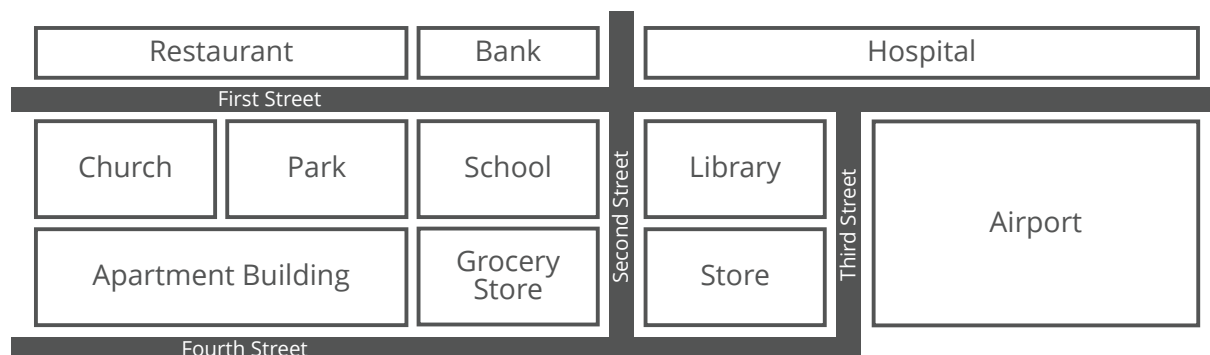 Restaurant
Bank
Hospital
First Street
Church
Park
School
Second Street
Library
Third Street
Airport
Apartment Building
Grocery
Store
Store
Fourth Street